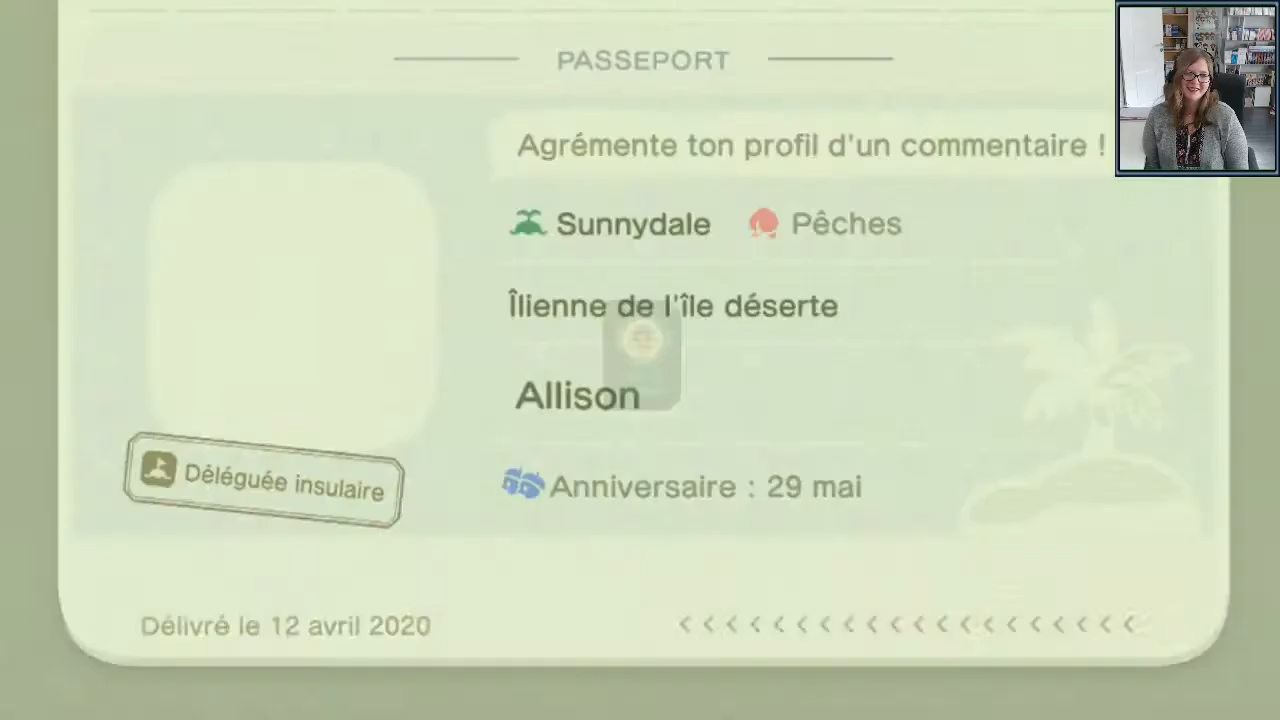 PASSEPORT
Agrémente ton profil d'un commentaire !
Sunnydale Pêches
Îlienne de l'île déserte
Allison
Déléguée insulaire
Anniversaire : 29 mai
Délivré le 12 avril 2020 < < < < < < < < < < < < < < < < < < < <